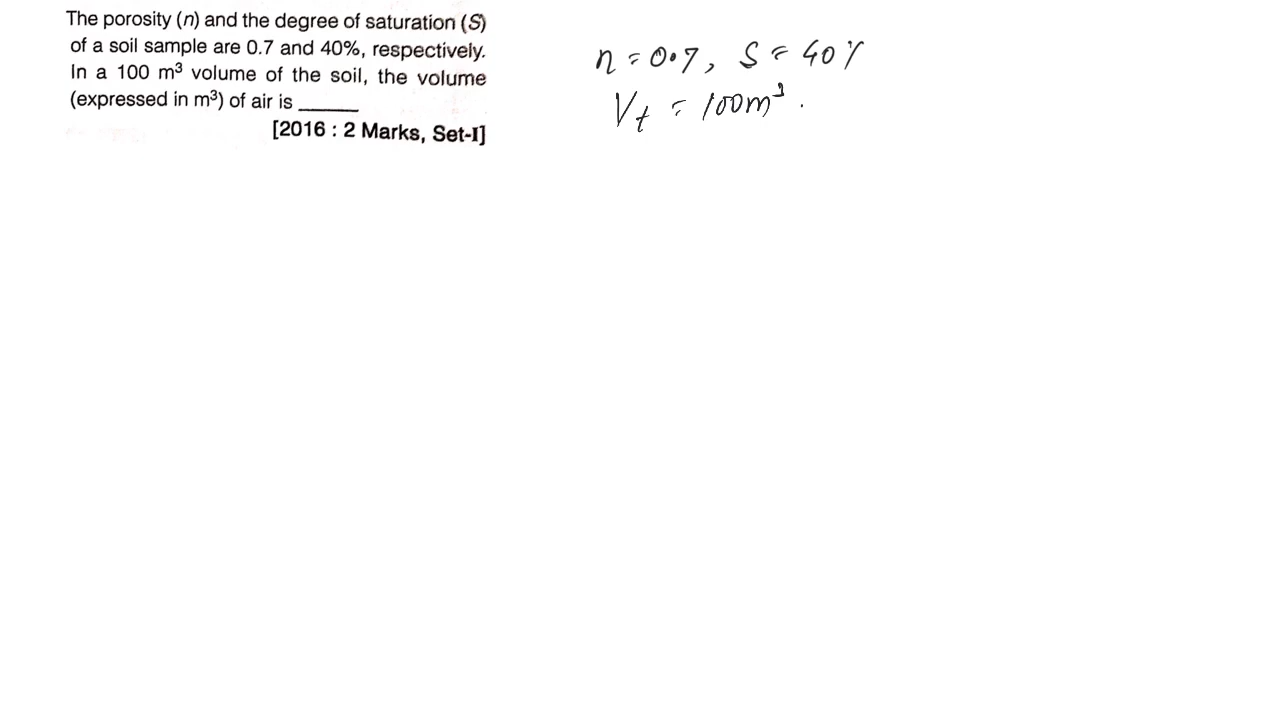 The porosity (n) and the degree of saturation (S)
of a soil sample are 0.7 and 40%, respectively.
In a 100 m³ volume of the soil, the volume
(expressed in m³) of air is ______
[2016 : 2 Marks, Set-I]
n = 0.7, S = 40%
V_t = 100m³.